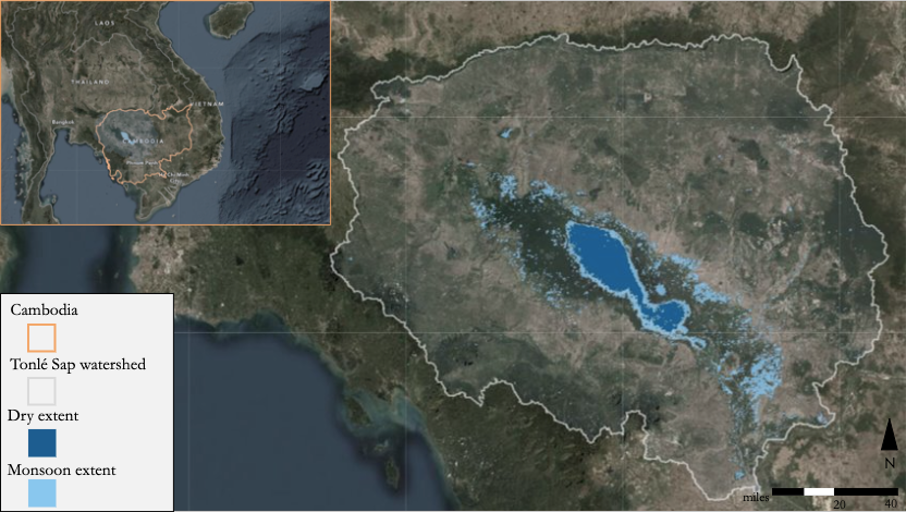 LAOS
THAILAND
VIETNAM
Bangkok
CAMBODIA
Phnom Penh
Ho Chi Minh
City
Cambodia
Tonlé Sap watershed
Dry extent
Monsoon extent
N
miles
20
40